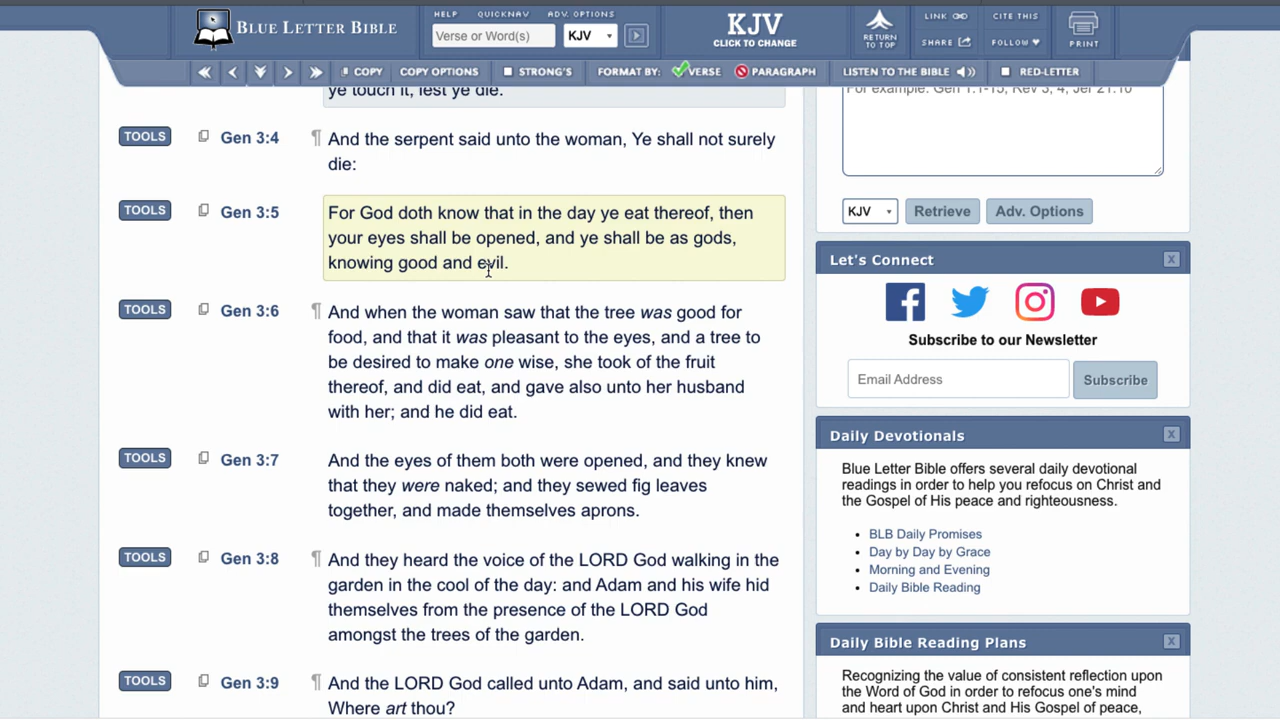 BLUE LETTER BIBLE
HELP QUICKNAV ADV. OPTIONS
Verse or Word(s) KJV
KJV
CLICK TO CHANGE
RETURN
TO TOP
LINK CITE THIS
SHARE FOLLOW
PRINT
COPY COPY OPTIONS STRONG'S FORMAT BY: VERSE PARAGRAPH LISTEN TO THE BIBLE RED-LETTER
ye touch it, lest ye die.
TOOLS Gen 3:4 ¶ And the serpent said unto the woman, Ye shall not surely
die:
TOOLS Gen 3:5 For God doth know that in the day ye eat thereof, then
your eyes shall be opened, and ye shall be as gods,
knowing good and evil.
TOOLS Gen 3:6 ¶ And when the woman saw that the tree was good for
food, and that it was pleasant to the eyes, and a tree to
be desired to make one wise, she took of the fruit
thereof, and did eat, and gave also unto her husband
with her; and he did eat.
TOOLS Gen 3:7 And the eyes of them both were opened, and they knew
that they were naked; and they sewed fig leaves
together, and made themselves aprons.
TOOLS Gen 3:8 ¶ And they heard the voice of the LORD God walking in the
garden in the cool of the day: and Adam and his wife hid
themselves from the presence of the LORD God
amongst the trees of the garden.
TOOLS Gen 3:9 ¶ And the LORD God called unto Adam, and said unto him,
Where art thou?
For example: Gen 1:1-15; Rev 3; 4; Jer 21:10
KJV Retrieve Adv. Options
Let's Connect X
Subscribe to our Newsletter
Email Address Subscribe
Daily Devotionals X
Blue Letter Bible offers several daily devotional
readings in order to help you refocus on Christ and
the Gospel of His peace and righteousness.
• BLB Daily Promises
• Day by Day by Grace
• Morning and Evening
• Daily Bible Reading
Daily Bible Reading Plans X
Recognizing the value of consistent reflection upon
the Word of God in order to refocus one's mind
and heart upon Christ and His Gospel of peace,